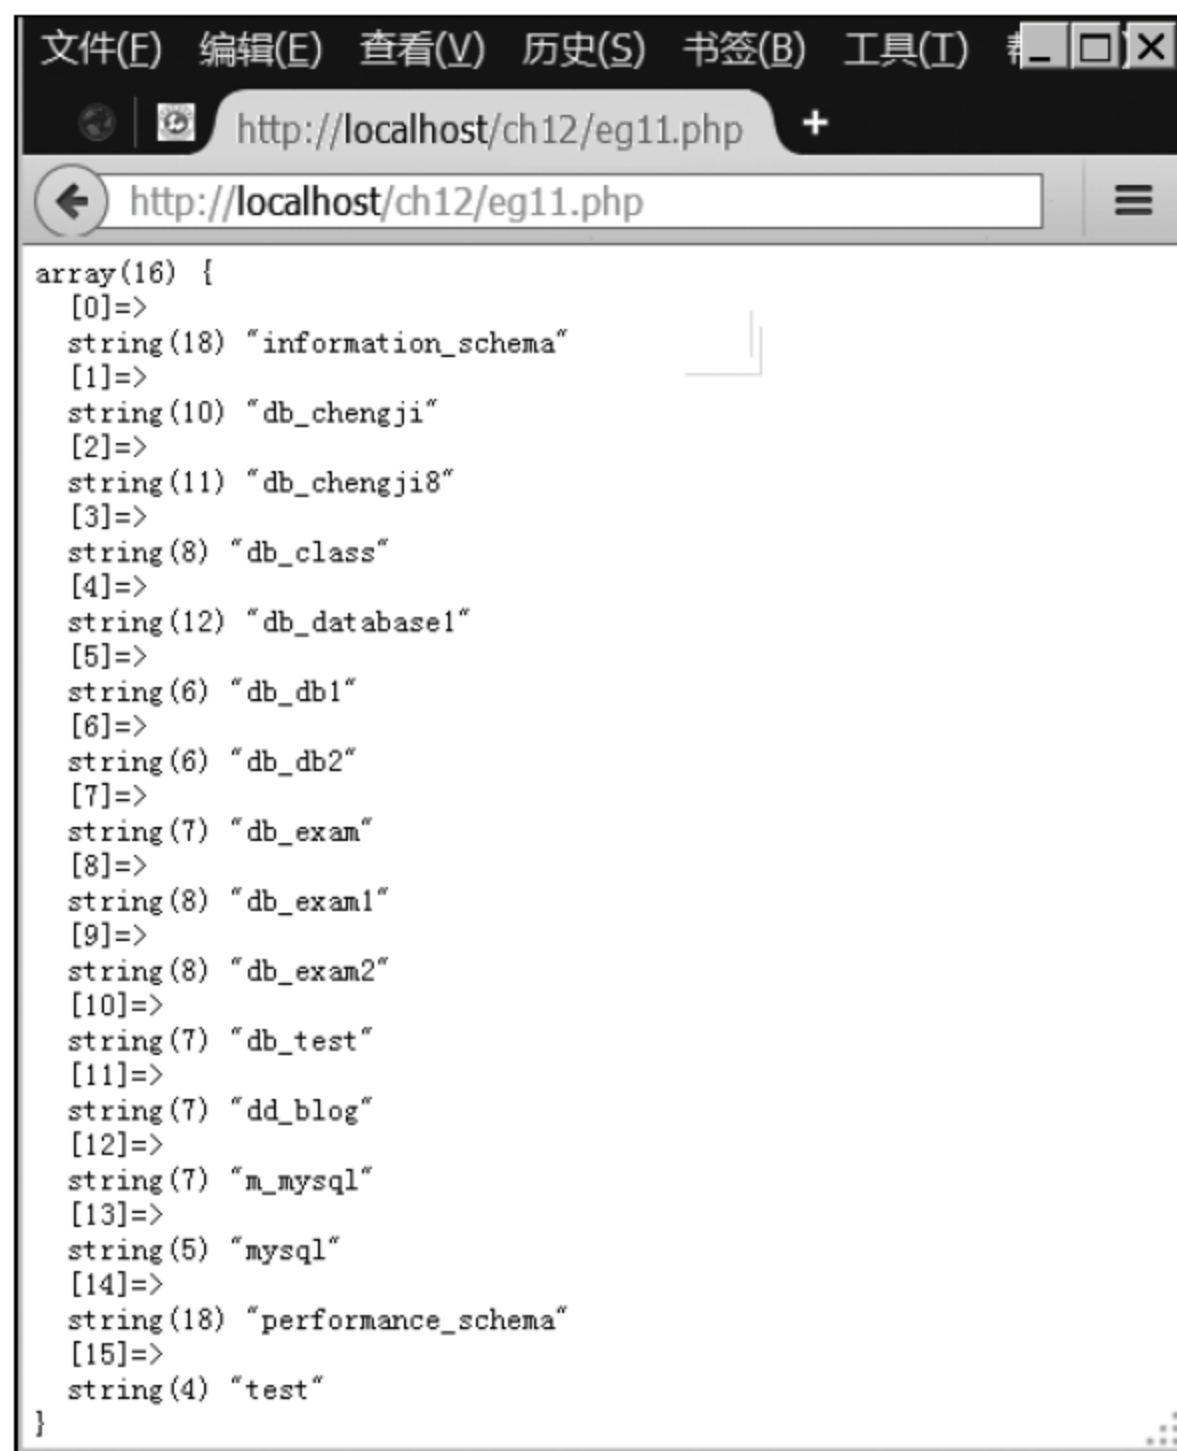 文件(F) 编辑(E) 查看(V) 历史(S) 书签(B) 工具(T)
http://localhost/ch12/eg11.php
http://localhost/ch12/eg11.php
array(16) {
[0]=>
string(18) "information_schema"
[1]=>
string(10) "db_chengji"
[2]=>
string(11) "db_chengji8"
[3]=>
string(8) "db_class"
[4]=>
string(12) "db_database1"
[5]=>
string(6) "db_db1"
[6]=>
string(6) "db_db2"
[7]=>
string(7) "db_exam"
[8]=>
string(8) "db_exam1"
[9]=>
string(8) "db_exam2"
[10]=>
string(7) "db_test"
[11]=>
string(7) "dd_blog"
[12]=>
string(7) "m_mysql"
[13]=>
string(5) "mysql"
[14]=>
string(18) "performance_schema"
[15]=>
string(4) "test"
}